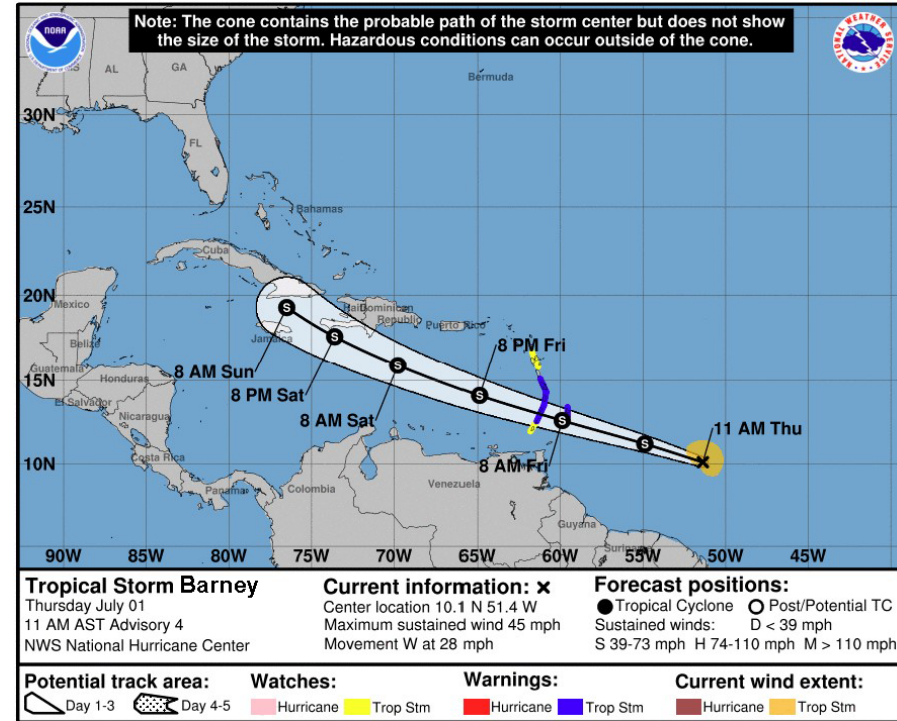 Note: The cone contains the probable path of the storm center but does not show
the size of the storm. Hazardous conditions can occur outside of the cone.
NOAA
NATIONAL WEATHER SERVICE
AL
GA
Bermuda
30N
FL
25N
Bahamas
Cuba
20N
Mexico
Haiti
Dominican
Republic
Puerto Rico
8 PM Fri
Jamaica
Belize
8 AM Sun
S
S
S
S
S
S
Guatemala
Honduras
15N
8 PM Sat
El Salvador
Nicaragua
8 AM Sat
11 AM Thu
8 AM Fri
10N
Costa Rica
Panama
Colombia
Venezuela
Guyana
Suriname
90W 85W 80W 75W 70W 65W 60W 55W 50W 45W
Tropical Storm Barney
Thursday July 01
11 AM AST Advisory 4
NWS National Hurricane Center
Current information: x
Center location 10.1 N 51.4 W
Maximum sustained wind 45 mph
Movement W at 28 mph
Forecast positions:
Tropical Cyclone Post/Potential TC
Sustained winds: D < 39 mph
S 39-73 mph H 74-110 mph M > 110 mph
Potential track area:
Day 1-3 Day 4-5
Watches:
Hurricane Trop Stm
Warnings:
Hurricane Trop Stm
Current wind extent:
Hurricane Trop Stm